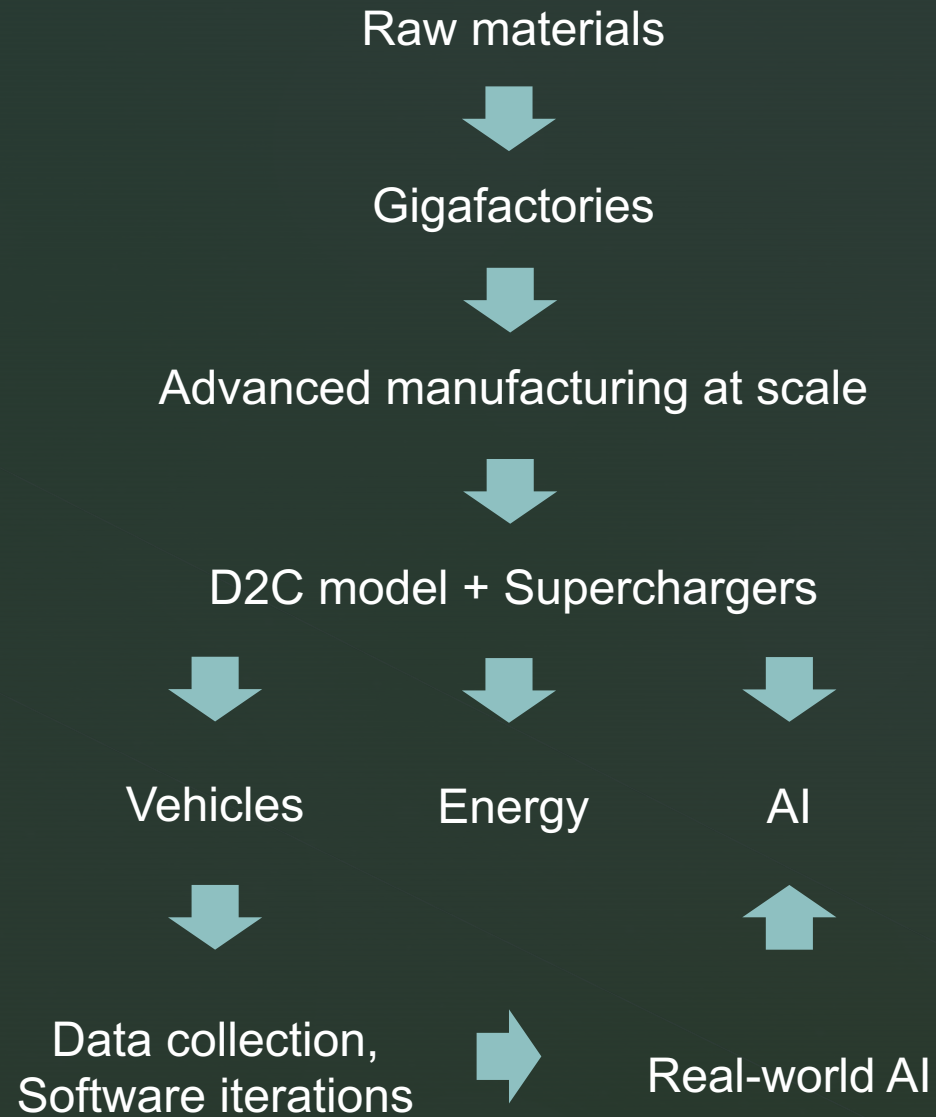 Raw materials
Gigafactories
Advanced manufacturing at scale
D2C model + Superchargers
Vehicles
Energy
AI
Data collection,
Software iterations
Real-world AI